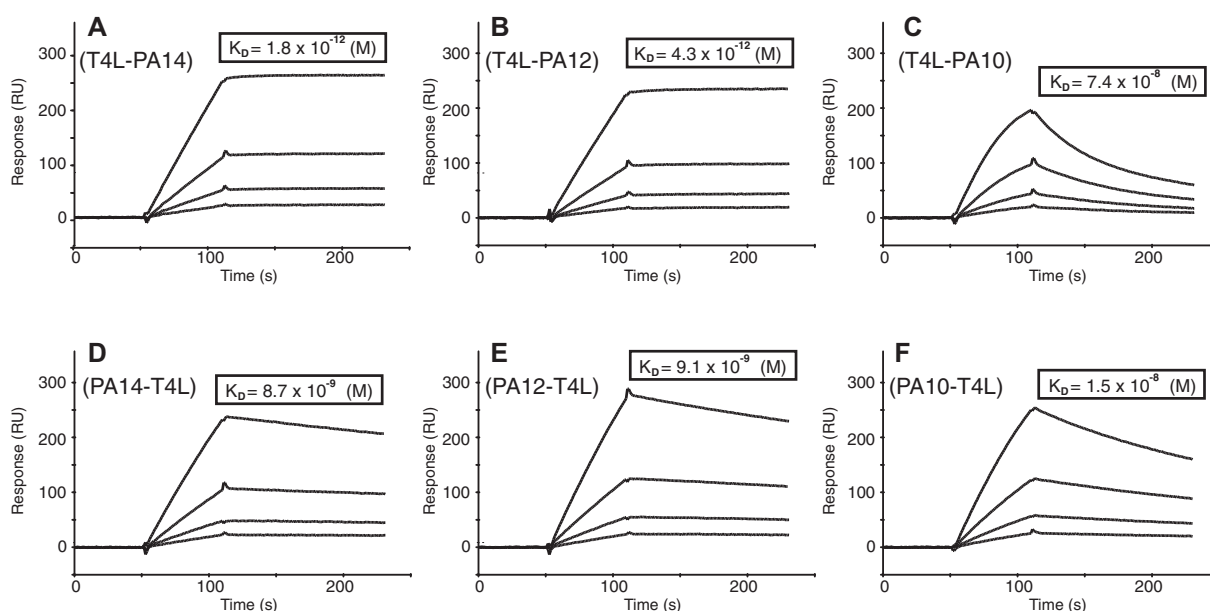 A
(T4L-PA14)
K_D = 1.8 x 10^-12 (M)
Response (RU)
300
200
100
0
0
100
200
Time (s)
B
(T4L-PA12)
K_D = 4.3 x 10^-12 (M)
Response (RU)
300
200
100
0
0
100
200
Time (s)
C
(T4L-PA10)
K_D = 7.4 x 10^-8 (M)
Response (RU)
300
200
100
0
0
100
200
Time (s)
D
(PA14-T4L)
K_D = 8.7 x 10^-9 (M)
Response (RU)
300
200
100
0
0
100
200
Time (s)
E
(PA12-T4L)
K_D = 9.1 x 10^-9 (M)
Response (RU)
300
200
100
0
0
100
200
Time (s)
F
(PA10-T4L)
K_D = 1.5 x 10^-8 (M)
Response (RU)
300
200
100
0
0
100
200
Time (s)